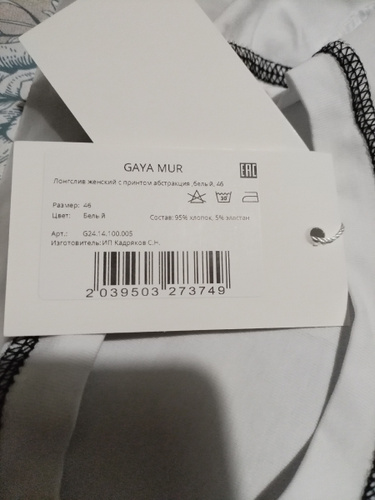 GAYA MUR
EAC
Лонгслив женский с принтом абстракция ,белый, 46
Размер: 46
Цвет: Белый
Состав: 95% хлопок, 5% эластан
Арт.: G24.14.100.005
Изготовитель: ИП Кадряков С.Н.
2 039503 273749